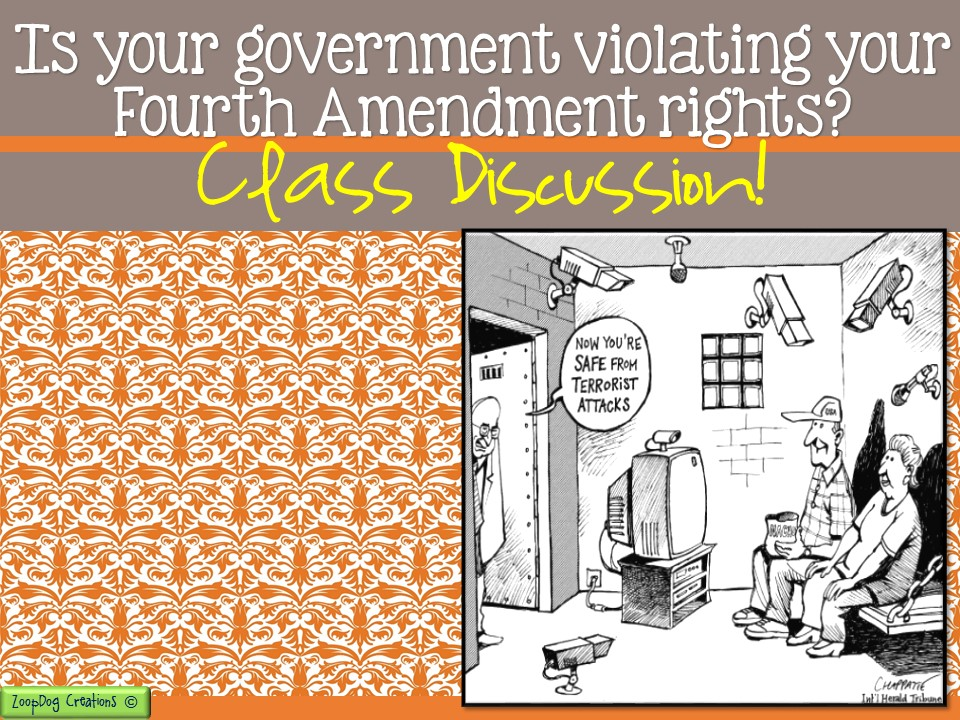 Is your government violating your
Fourth Amendment rights?
Class Discussion!
NOW YOU'RE
SAFE FROM
TERRORIST
ATTACKS
USA
NACHOS
CHAPPATTE
Int'l Herald Tribune
ZoopDog Creations ©